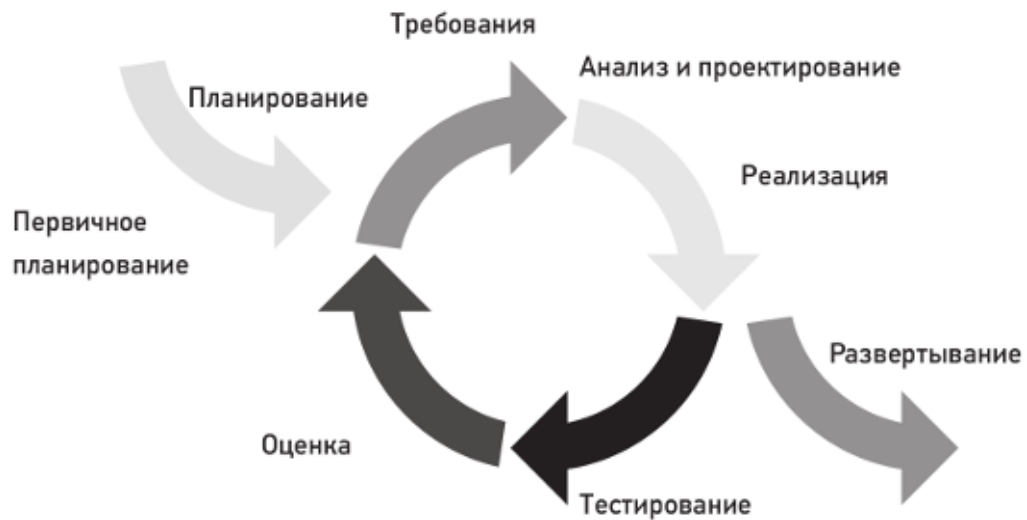 Требования
Анализ и проектирование
Планирование
Реализация
Первичное
планирование
Развертывание
Оценка
Тестирование